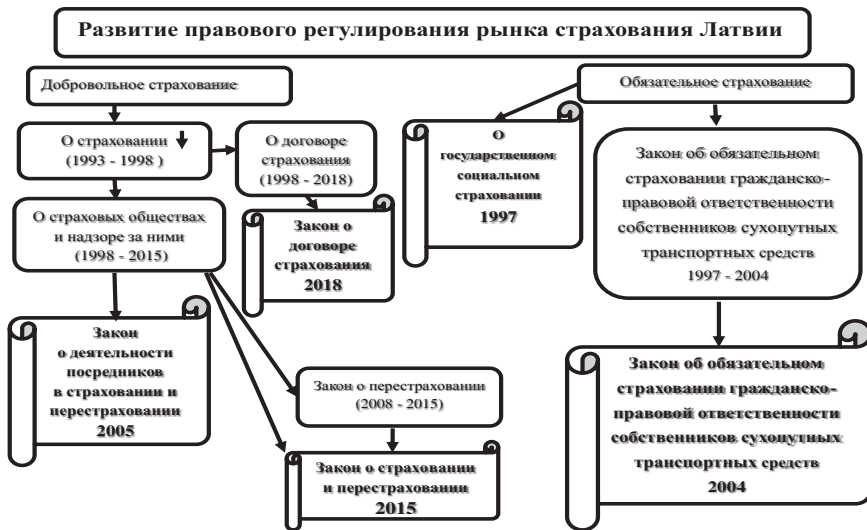 Развитие правового регулирования рынка страхования Латвии
Добровольное страхование
Обязательное страхование
О страховании
(1993 - 1998 )
О договоре
страхования
(1998 - 2018)
О
государственном
социальном
страховании
1997
Закон об обязательном
страховании гражданско-
правовой ответственности
собственников сухопутных
транспортных средств
1997 - 2004
О страховых обществах
и надзоре за ними
(1998 - 2015)
Закон о
договоре
страхования
2018
Закон
о деятельности
посредников
в страховании и
перестраховании
2005
Закон о перестраховании
(2008 - 2015)
Закон о страховании
и перестраховании
2015
Закон об обязательном
страховании гражданско-
правовой ответственности
собственников сухопутных
транспортных средств
2004